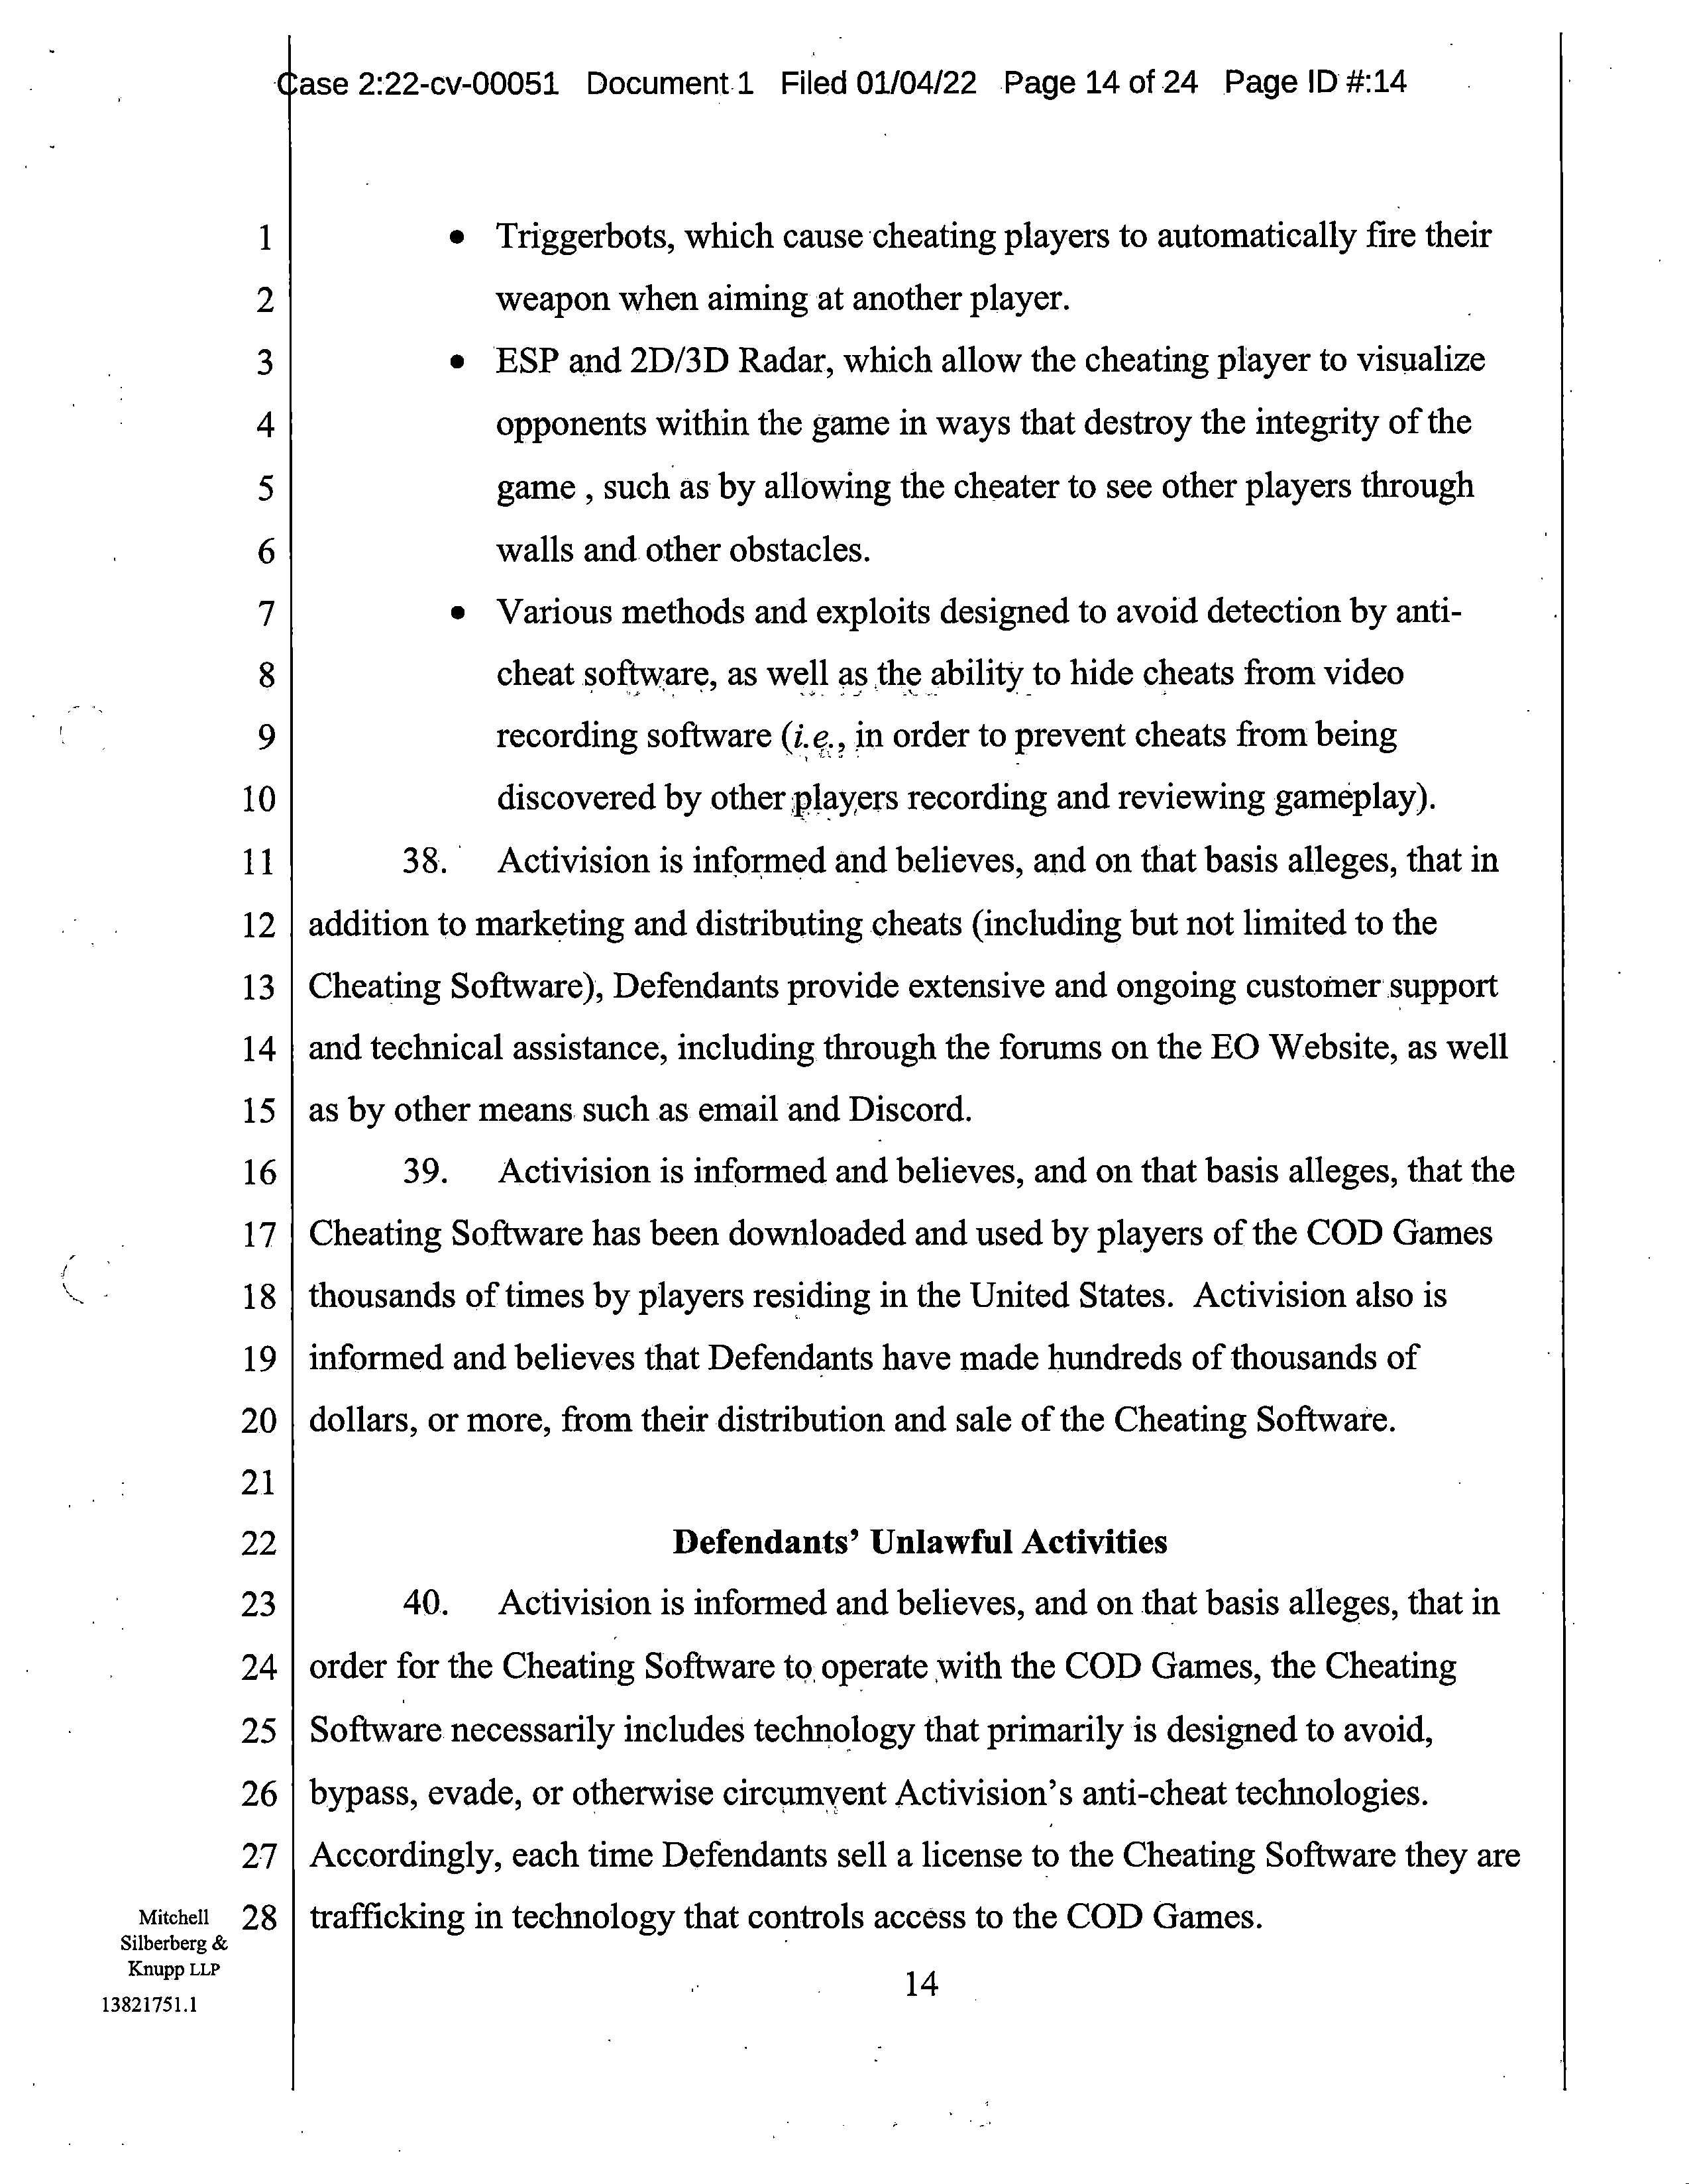 Case 2:22-cv-00051 Document 1 Filed 01/04/22 Page 14 of 24 Page ID #:14
1 • Triggerbots, which cause cheating players to automatically fire their
2 weapon when aiming at another player.
3 • ESP and 2D/3D Radar, which allow the cheating player to visualize
4 opponents within the game in ways that destroy the integrity of the
5 game , such as by allowing the cheater to see other players through
6 walls and other obstacles.
7 • Various methods and exploits designed to avoid detection by anti-
8 cheat software, as well as the ability to hide cheats from video
9 recording software (i.e., in order to prevent cheats from being
10 discovered by other players recording and reviewing gameplay).
11 38. Activision is informed and believes, and on that basis alleges, that in
12 addition to marketing and distributing cheats (including but not limited to the
13 Cheating Software), Defendants provide extensive and ongoing customer support
14 and technical assistance, including through the forums on the EO Website, as well
15 as by other means such as email and Discord.
16 39. Activision is informed and believes, and on that basis alleges, that the
17 Cheating Software has been downloaded and used by players of the COD Games
18 thousands of times by players residing in the United States. Activision also is
19 informed and believes that Defendants have made hundreds of thousands of
20 dollars, or more, from their distribution and sale of the Cheating Software.
21
22 Defendants' Unlawful Activities
23 40. Activision is informed and believes, and on that basis alleges, that in
24 order for the Cheating Software to operate with the COD Games, the Cheating
25 Software necessarily includes technology that primarily is designed to avoid,
26 bypass, evade, or otherwise circumvent Activision's anti-cheat technologies.
27 Accordingly, each time Defendants sell a license to the Cheating Software they are
28 trafficking in technology that controls access to the COD Games.
Mitchell
Silberberg &
Knupp LLP
13821751.1
14